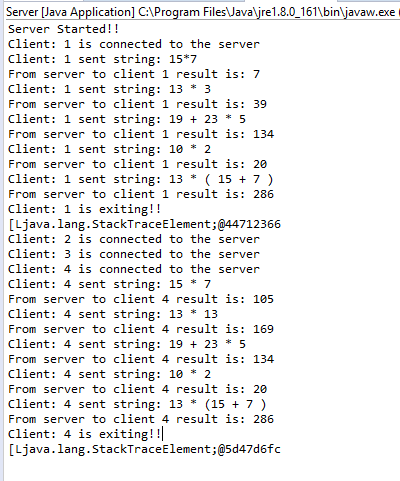 Server [Java Application] C:\Program Files\Java\jre1.8.0_161\bin\javaw.exe (
Server Started!!
Client: 1 is connected to the server
Client: 1 sent string: 15*7
From server to client 1 result is: 7
Client: 1 sent string: 13 * 3
From server to client 1 result is: 39
Client: 1 sent string: 19 + 23 * 5
From server to client 1 result is: 134
Client: 1 sent string: 10 * 2
From server to client 1 result is: 20
Client: 1 sent string: 13 * ( 15 + 7 )
From server to client 1 result is: 286
Client: 1 is exiting!!
[Ljava.lang.StackTraceElement;@44712366
Client: 2 is connected to the server
Client: 3 is connected to the server
Client: 4 is connected to the server
Client: 4 sent string: 15 * 7
From server to client 4 result is: 105
Client: 4 sent string: 13 * 13
From server to client 4 result is: 169
Client: 4 sent string: 19 + 23 * 5
From server to client 4 result is: 134
Client: 4 sent string: 10 * 2
From server to client 4 result is: 20
Client: 4 sent string: 13 * (15 + 7 )
From server to client 4 result is: 286
Client: 4 is exiting!!
[Ljava.lang.StackTraceElement;@5d47d6fc